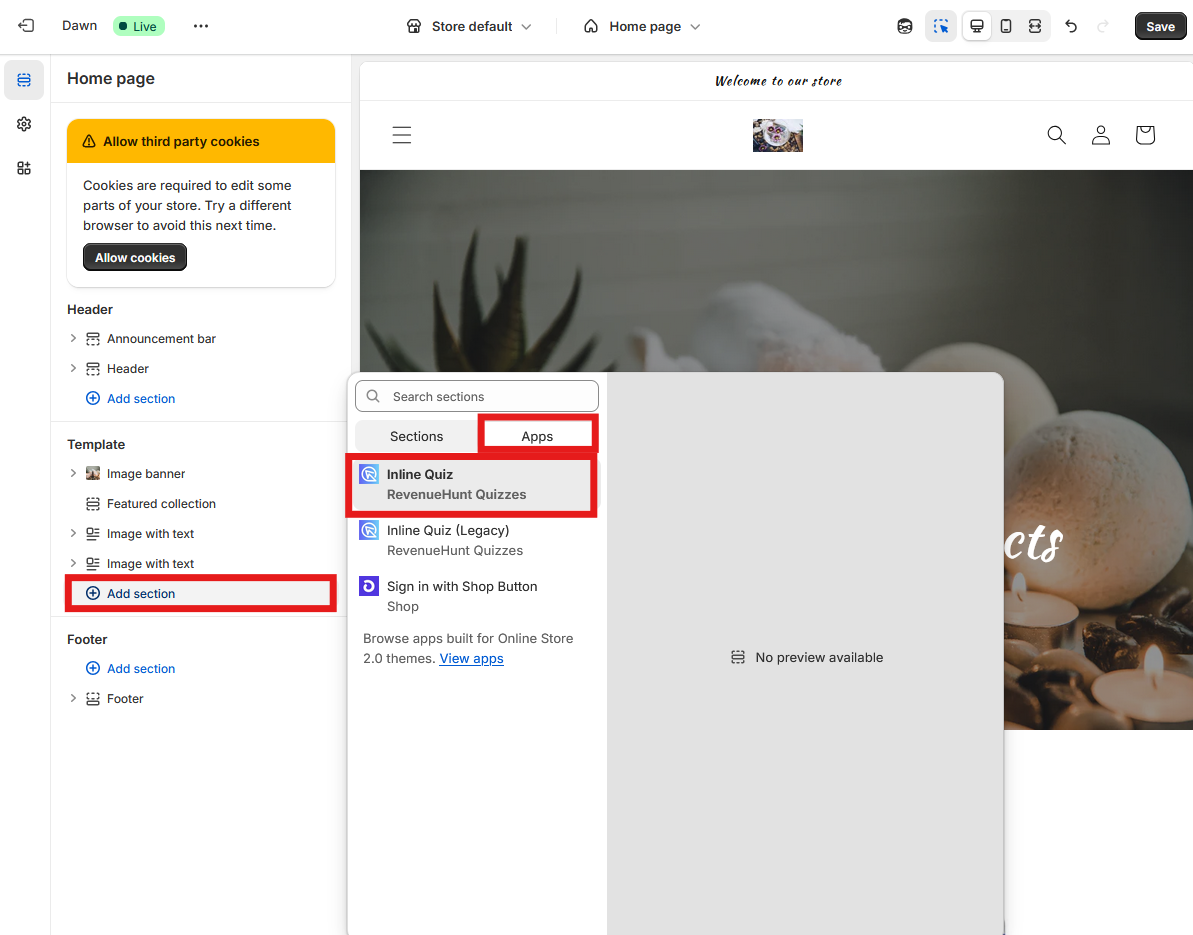 Dawn
Live
Store default
Home page
Save
Home page
Allow third party cookies
Cookies are required to edit some
parts of your store. Try a different
browser to avoid this next time.
Allow cookies
Header
Announcement bar
Header
Add section
Template
Image banner
Featured collection
Image with text
Image with text
Add section
Footer
Add section
Footer
Welcome to our store
Search sections
Sections
Apps
Inline Quiz
RevenueHunt Quizzes
Inline Quiz (Legacy)
RevenueHunt Quizzes
Sign in with Shop Button
Shop
Browse apps built for Online Store
2.0 themes. View apps
No preview available
cts